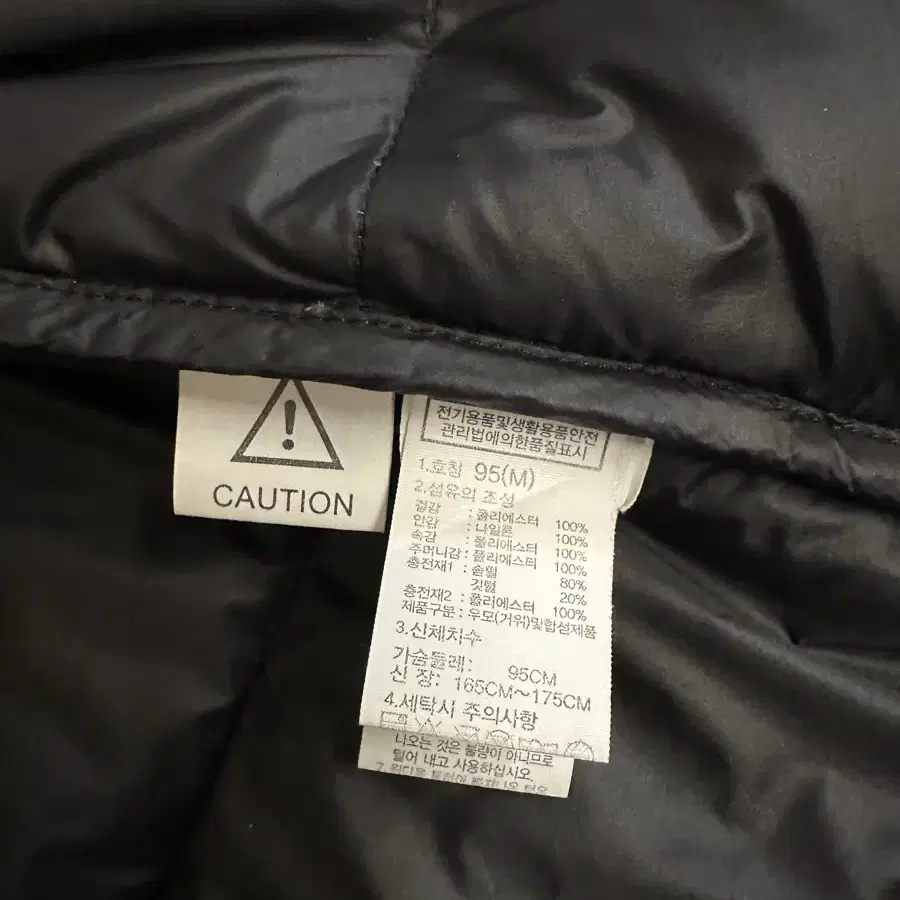 CAUTION
전기용품및생활용품안전
관리법에의한품질표시
1.호칭 95(M)
2.섬유의 조성
겉감 : 폴리에스터 100%
안감 : 나일론 100%
속감 : 폴리에스터 100%
주머니감 : 폴리에스터 100%
충전재1 : 솜털 80%
깃털 20%
충전재2 : 폴리에스터 100%
제품구분 : 우모(거위)및합성제품
3.신체치수
가슴둘레: 95CM
신 장: 165CM~175CM
4.세탁시 주의사항
나오는 것은 불량이 아니므로
털어 내고 사용하십시오.